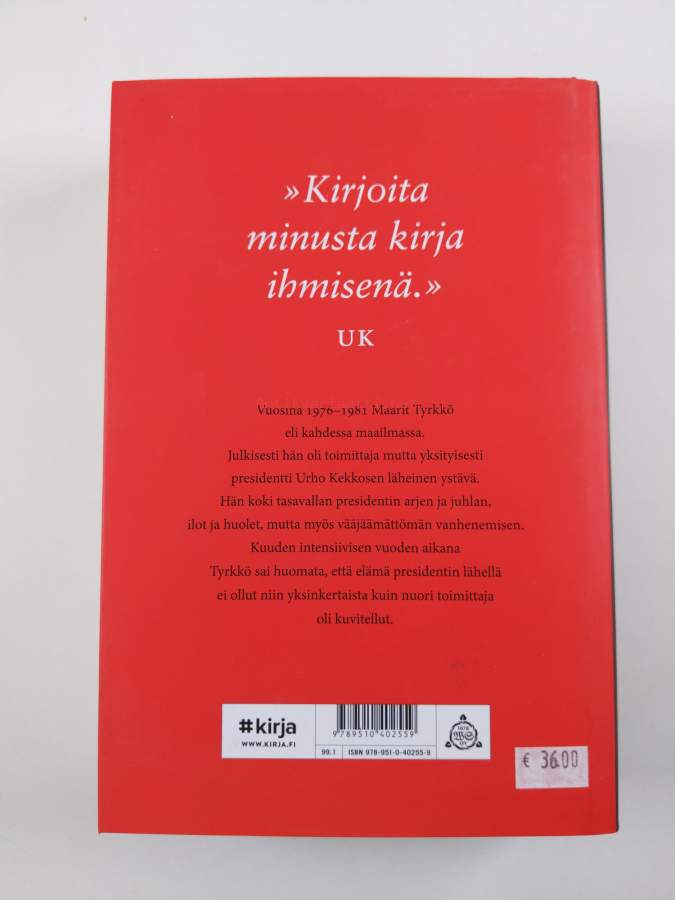 »Kirjoita
minusta kirja
ihmisenä.»
UK
Vuosina 1976–1981 Maarit Tyrkkö
eli kahdessa maailmassa.
Julkisesti hän oli toimittaja mutta yksityisesti
presidentti Urho Kekkosen läheinen ystävä.
Hän koki tasavallan presidentin arjen ja juhlan,
ilot ja huolet, mutta myös vääjäämättömän vanhenemisen.
Kuuden intensiivisen vuoden aikana
Tyrkkö sai huomata, että elämä presidentin lähellä
ei ollut niin yksinkertaista kuin nuori toimittaja
oli kuvitellut.
#kirja
WWW.KIRJA.FI
9789510402559
99.1 ISBN 978-951-0-40255-9
1878
€ 36.00